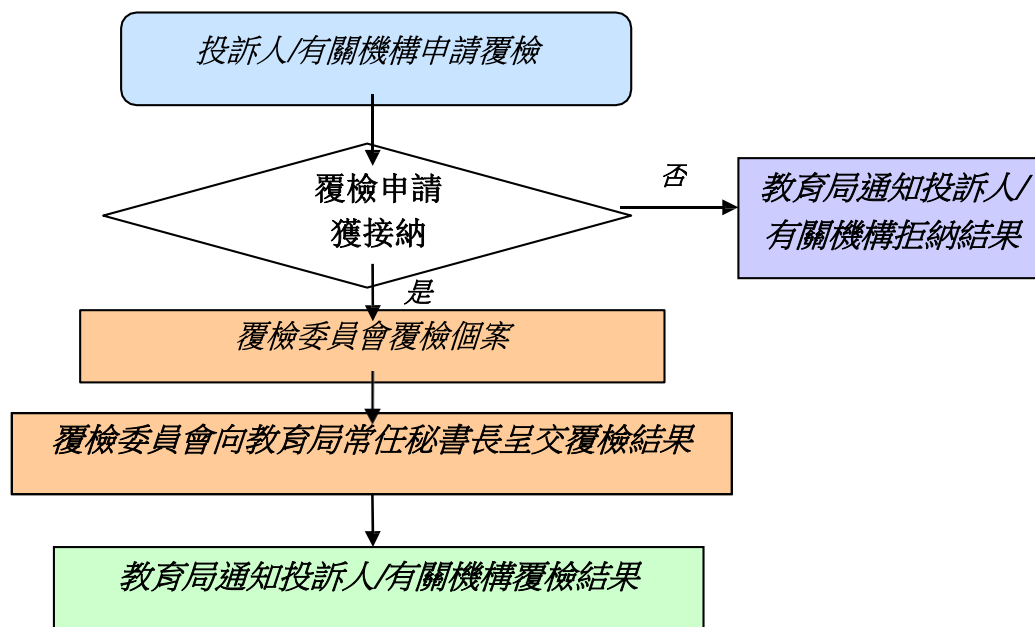 投訴人/有關機構申請覆檢
覆檢申請
獲接納
否
教育局通知投訴人/
有關機構拒納結果
是
覆檢委員會覆檢個案
覆檢委員會向教育局常任秘書長呈交覆檢結果
教育局通知投訴人/有關機構覆檢結果